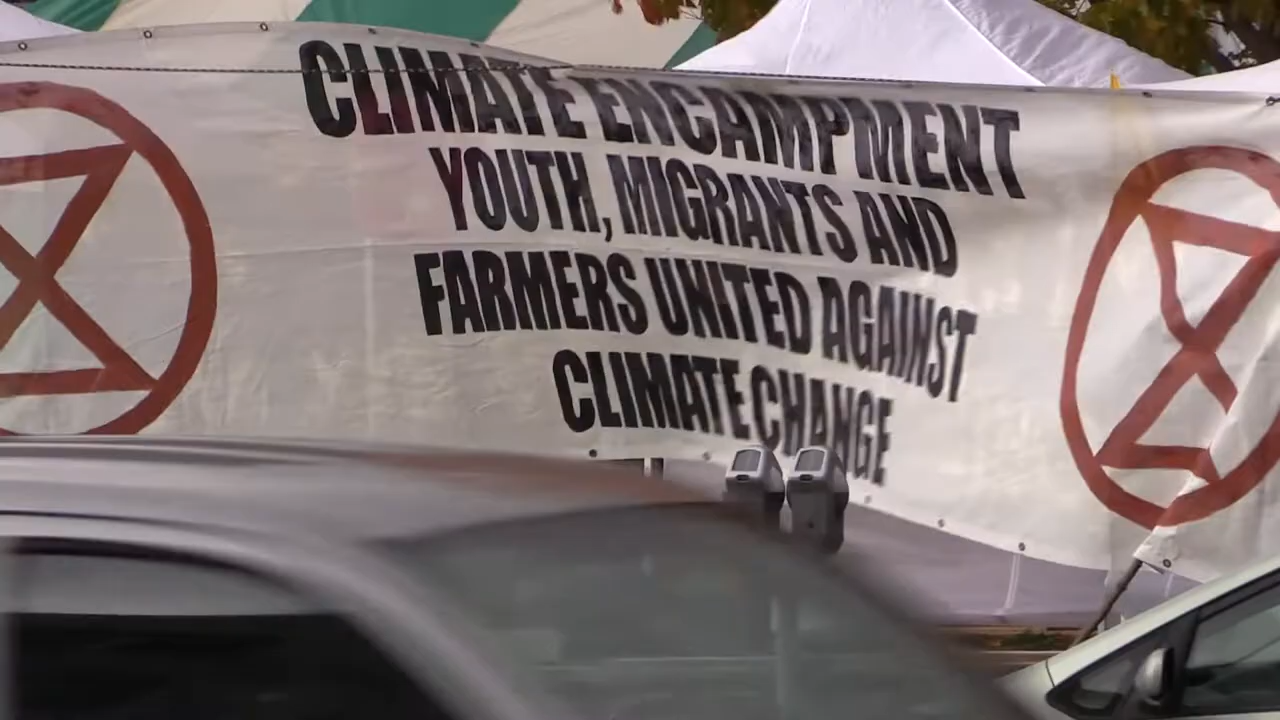 CLIMATE ENCAMPMENT
YOUTH, MIGRANTS AND
FARMERS UNITED AGAINST
CLIMATE CHANGE